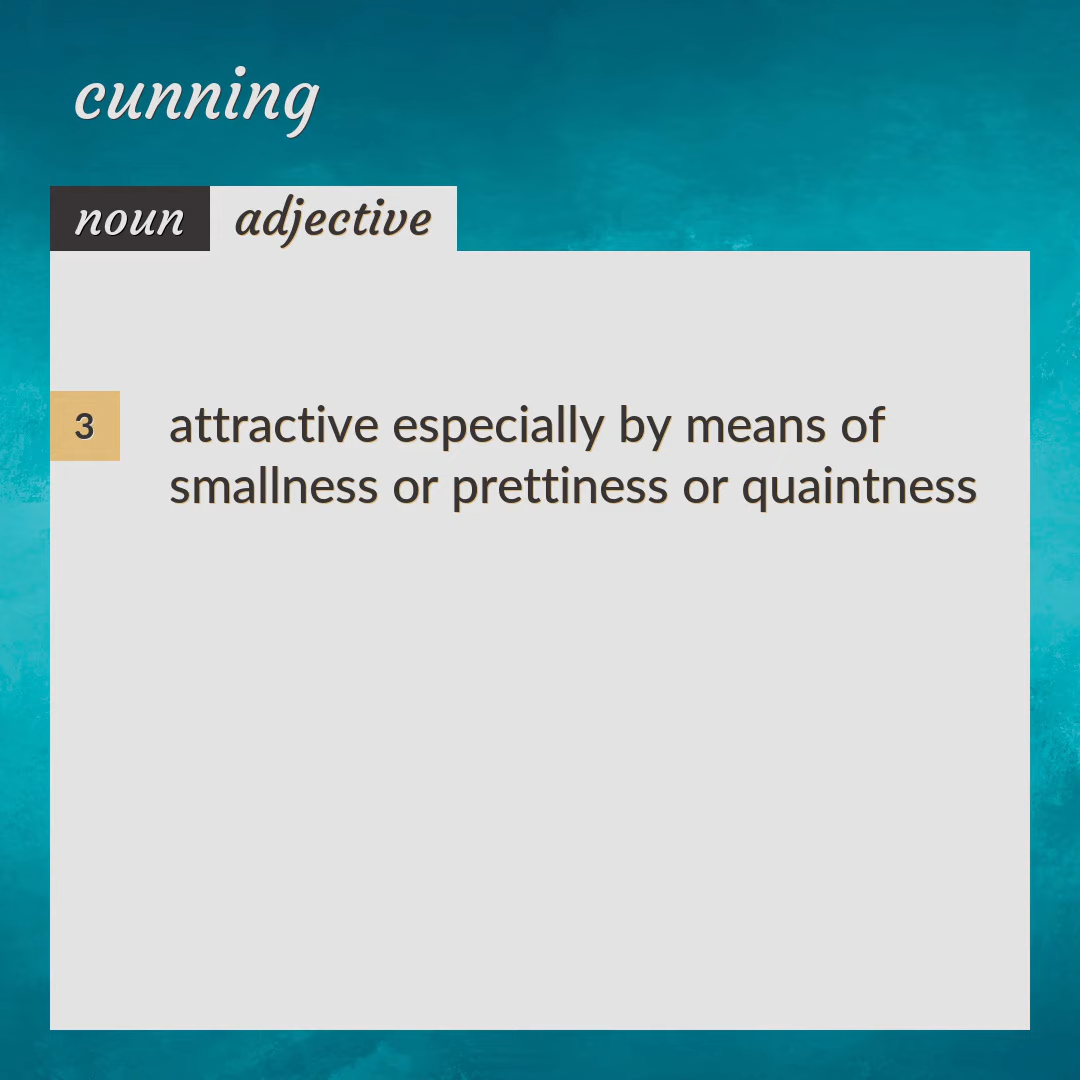 cunning
noun adjective
3 attractive especially by means of
smallness or prettiness or quaintness